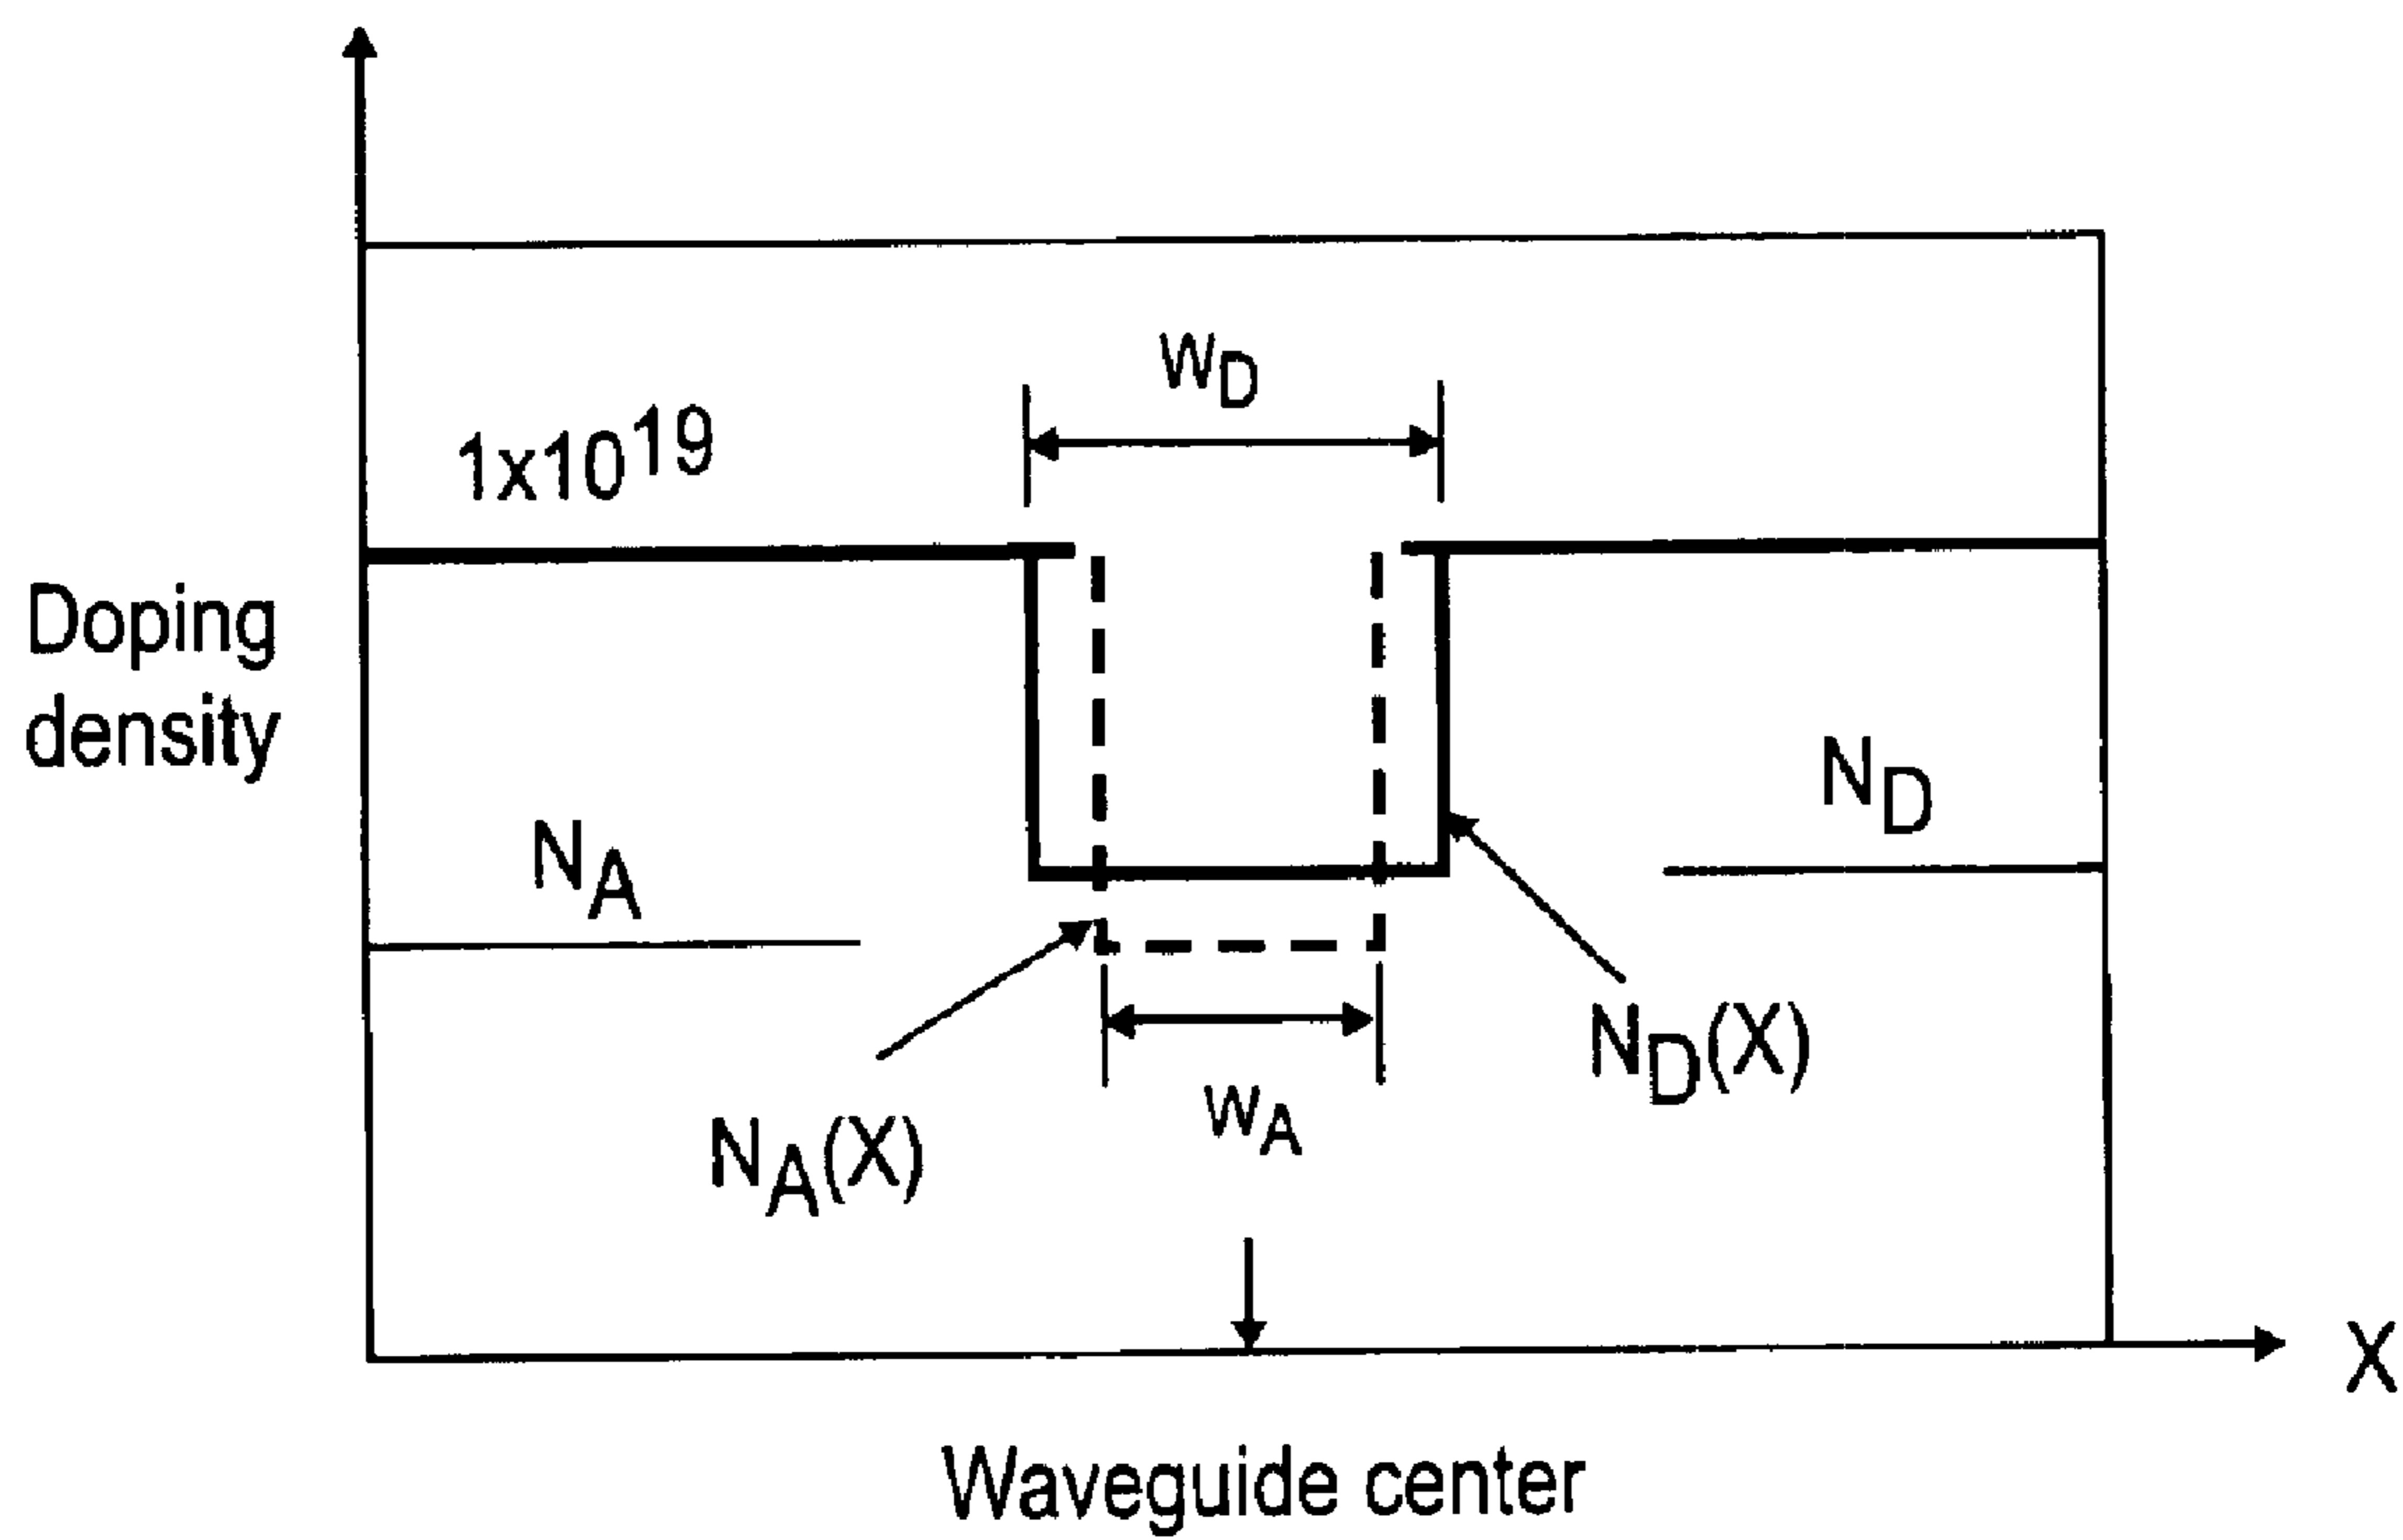 w_D
1x10^19
Doping
density
N_D
N_A
N_D(X)
w_A
N_A(X)
X
Waveguide center